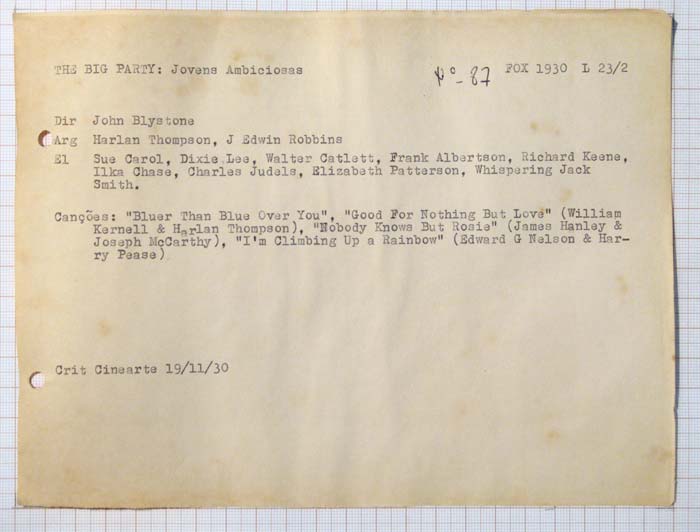 THE BIG PARTY: Jovens Ambiciosas Nº- 87 FOX 1930 L 23/2
Dir John Blystone
Arg Harlan Thompson, J Edwin Robbins
El Sue Carol, Dixie Lee, Walter Catlett, Frank Albertson, Richard Keene,
Ilka Chase, Charles Judels, Elizabeth Patterson, Whispering Jack
Smith.
Canções: "Bluer Than Blue Over You", "Good For Nothing But Love" (William
Kernell & Harlan Thompson), "Nobody Knows But Rosie" (James Hanley &
Joseph McCarthy), "I'm Climbing Up a Rainbow" (Edward G Nelson & Har-
ry Pease)
Crit Cinearte 19/11/30